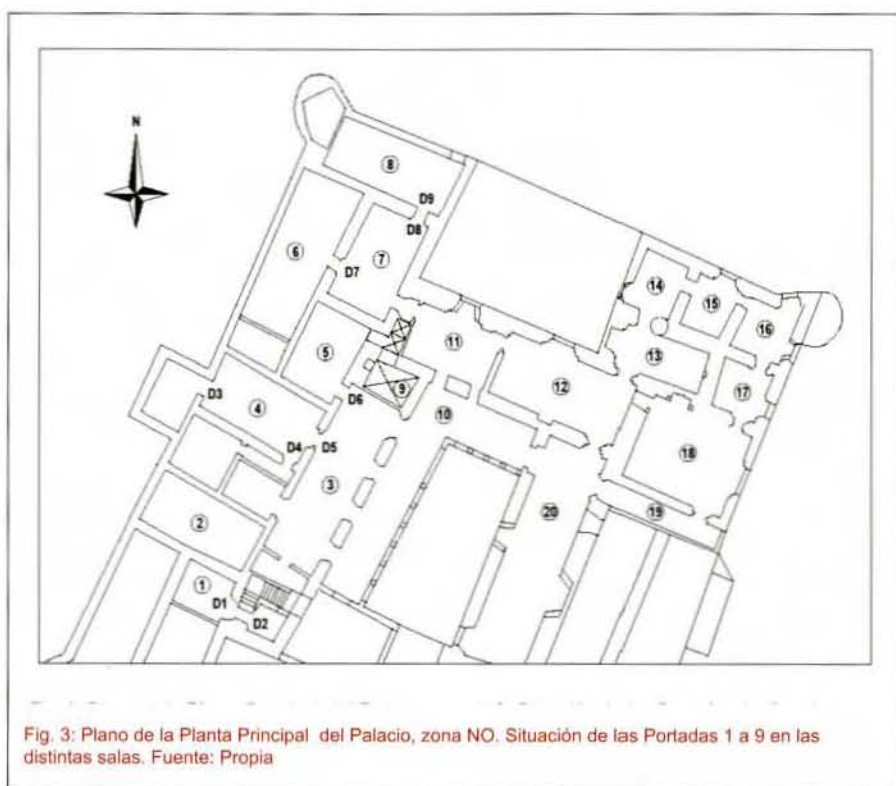 N
8
D9
D8
6
7
D7
14
15
16
5
11
13
9
12
17
D3
4
D6
10
18
D4
D5
3
20
19
2
1
D1
D2
Fig. 3: Plano de la Planta Principal del Palacio, zona NO. Situación de las Portadas 1 a 9 en las
distintas salas. Fuente: Propia